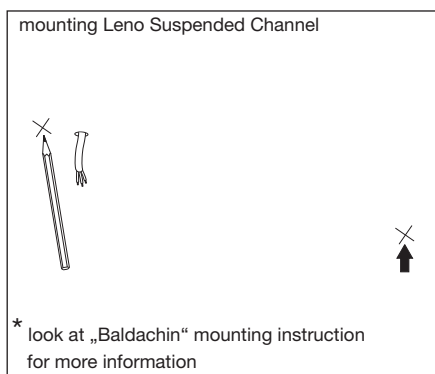 mounting Leno Suspended Channel
* look at „Baldachin“ mounting instruction
for more information